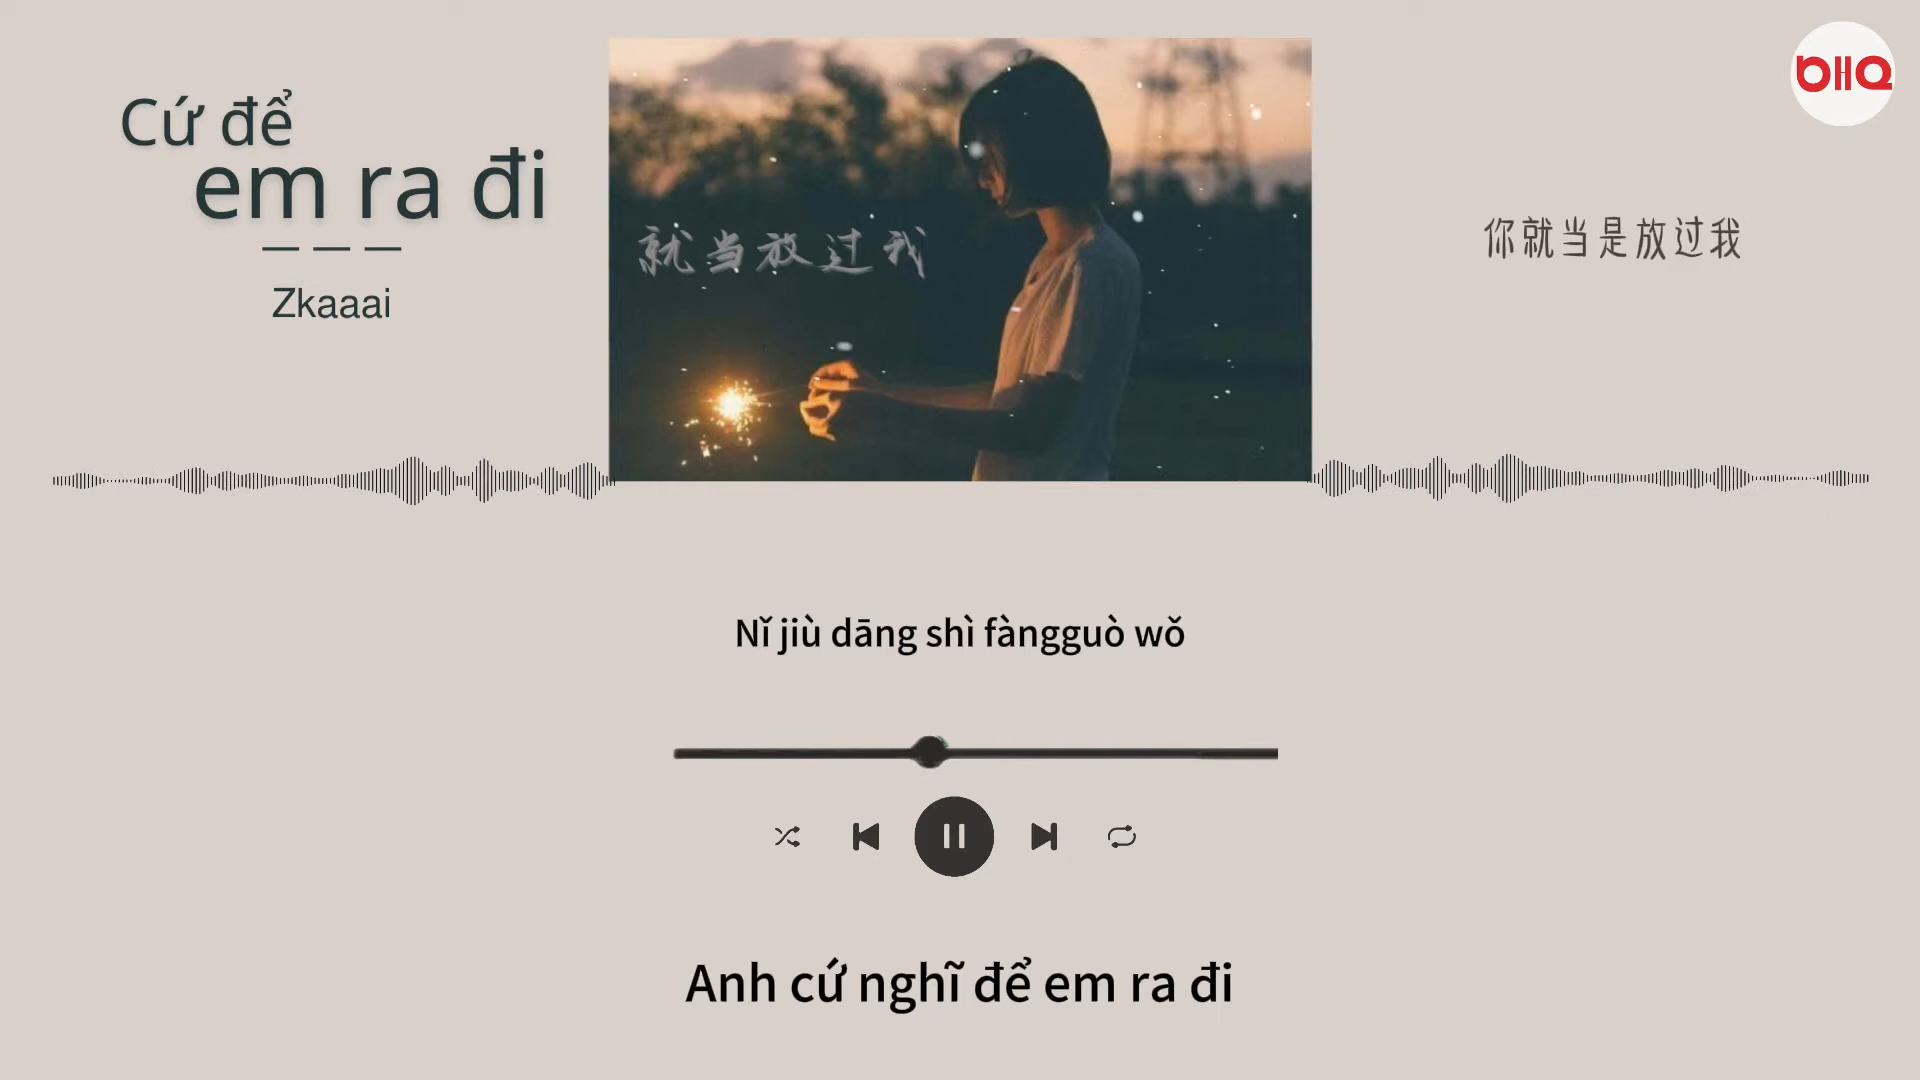 Cứ để
em ra đi
Zkaaai
就当放过我
BHQ
你就当是放过我
Nǐ jiù dāng shì fàngguò wǒ
Anh cứ nghĩ để em ra đi